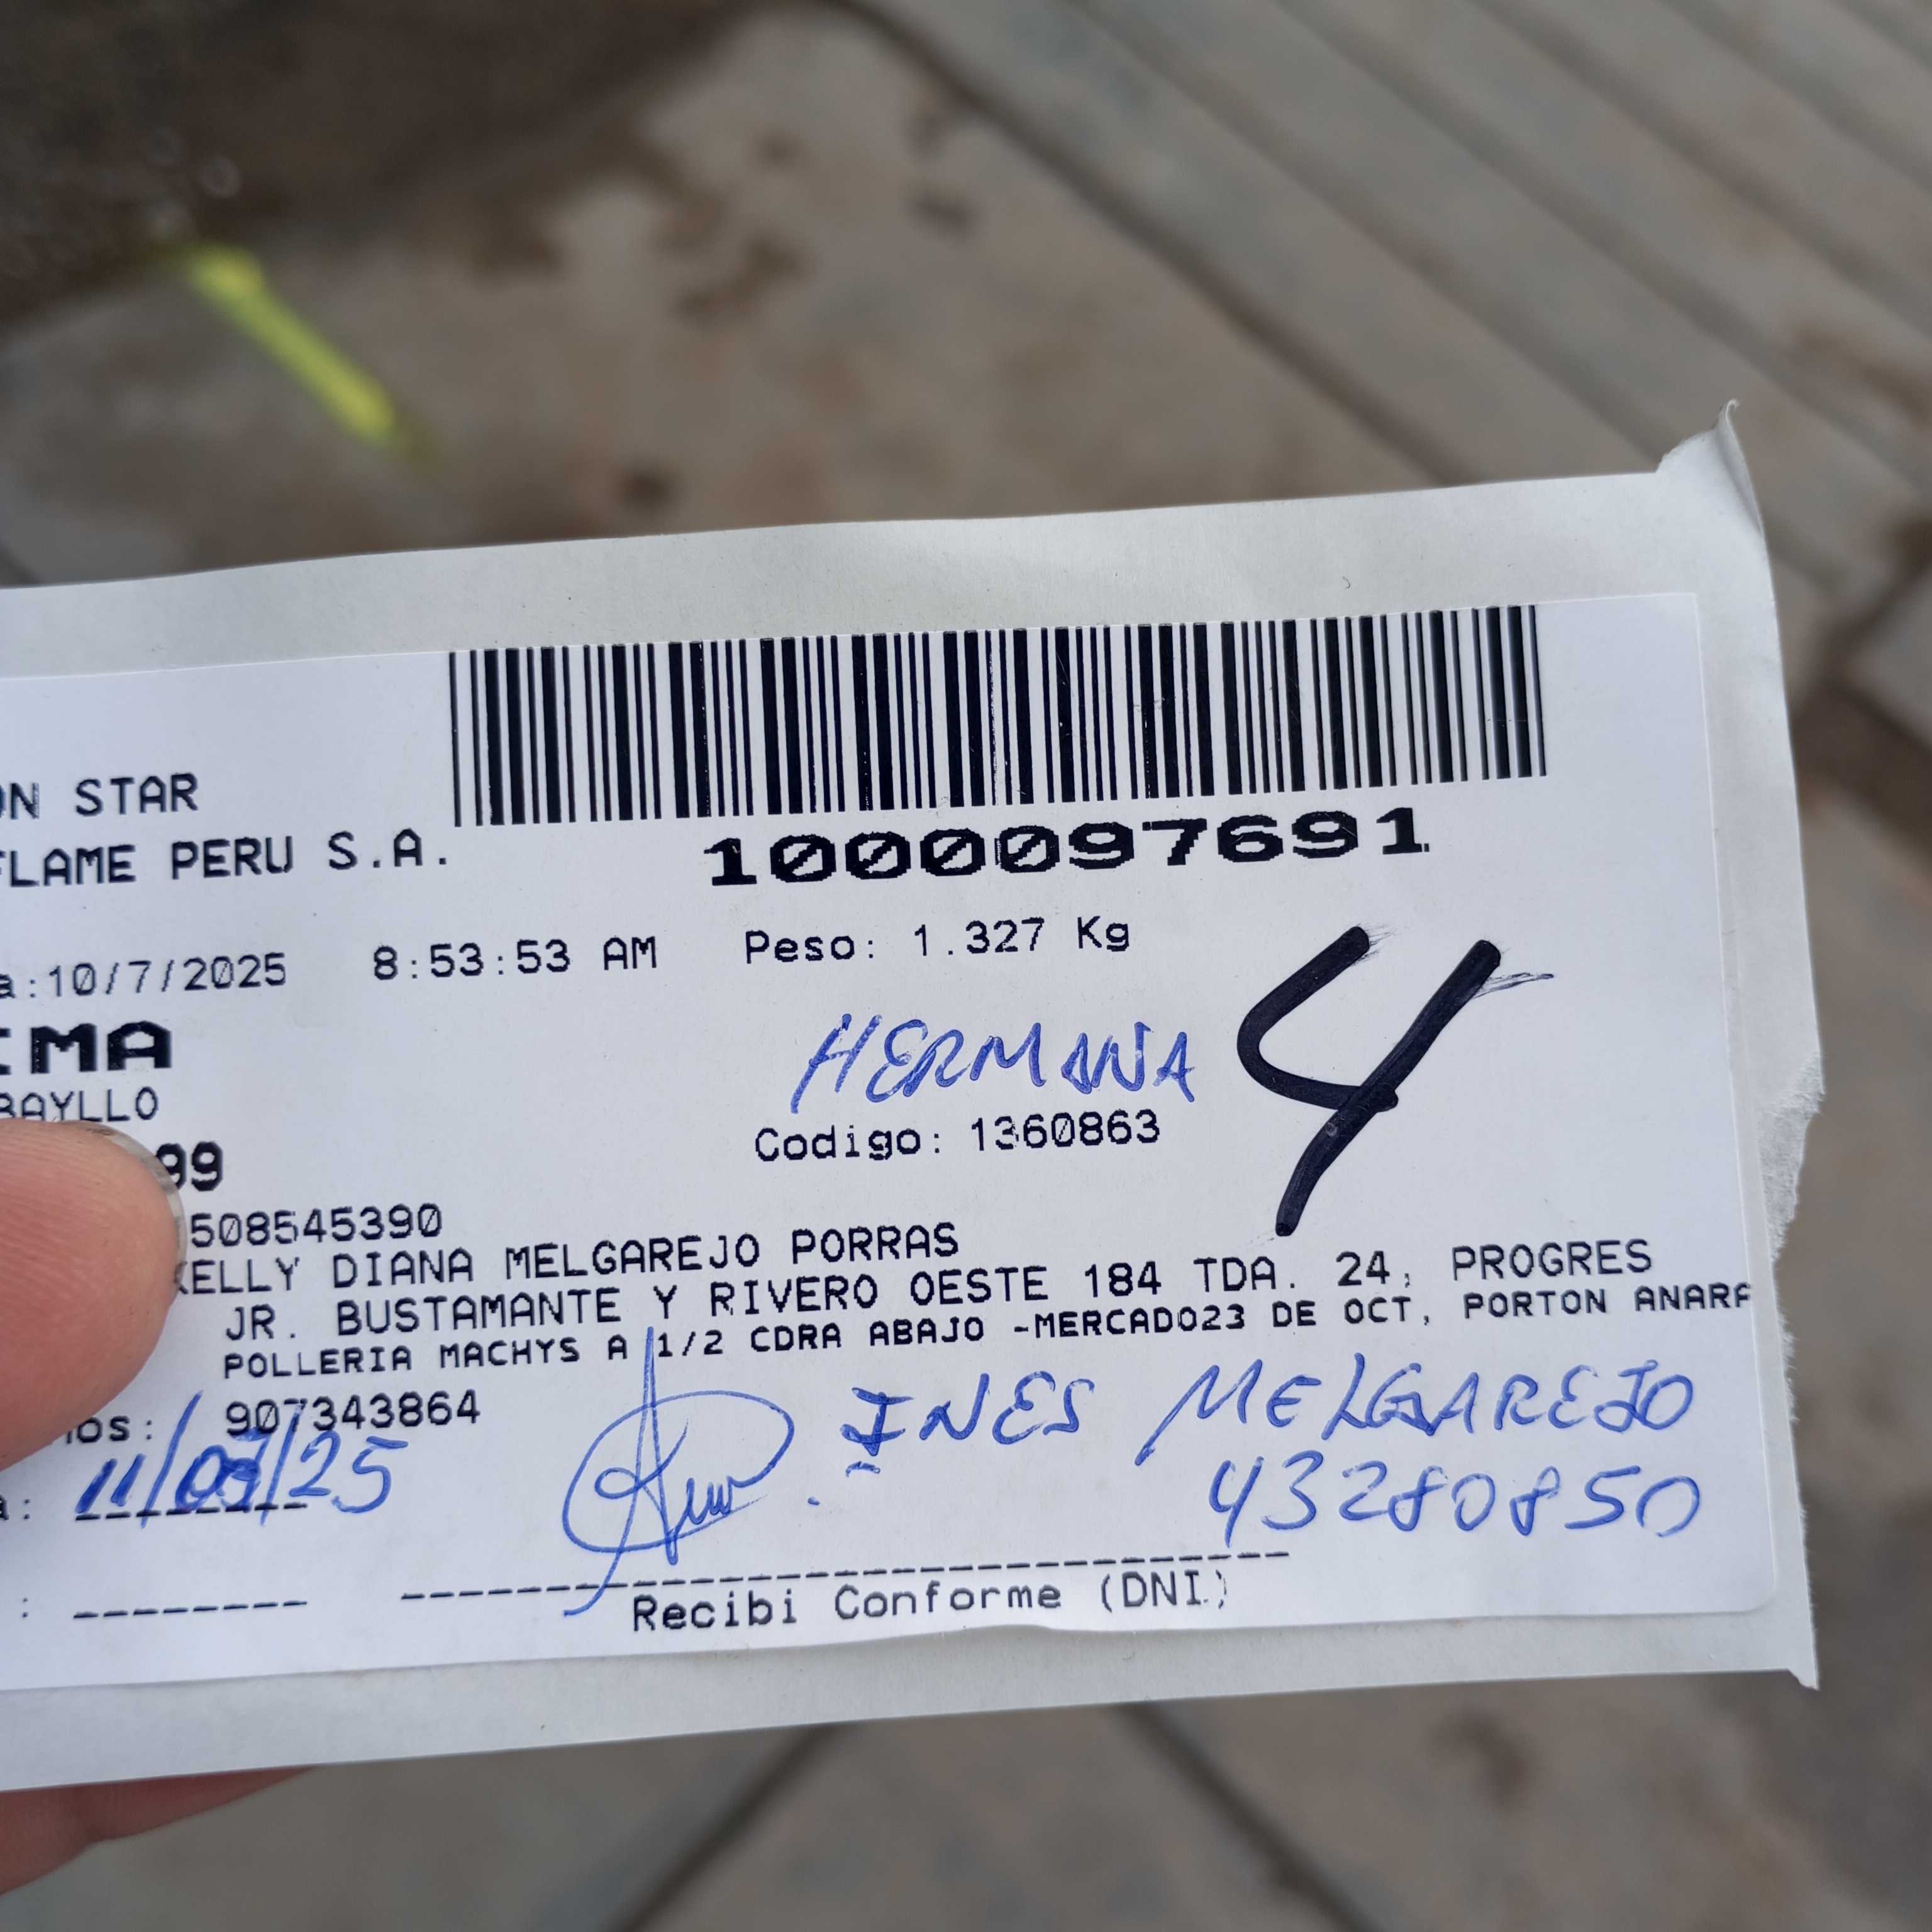 ON STAR
FLAME PERU S.A.
1000097691
a:10/7/2025 8:53:53 AM Peso: 1.327 Kg
IMA
HERMANA
4
BAYLLO
Codigo: 1360863
99
508545390
KELLY DIANA MELGAREJO PORRAS
JR. BUSTAMANTE Y RIVERO OESTE 184 TDA. 24, PROGRES
POLLERIA MACHYS A 1/2 CDRA ABAJO -MERCADO23 DE OCT, PORTON ANARA
nos: 907343864
INES MELGAREJO
a: 11/07/25
43280850
: 
Recibi Conforme (DNI)